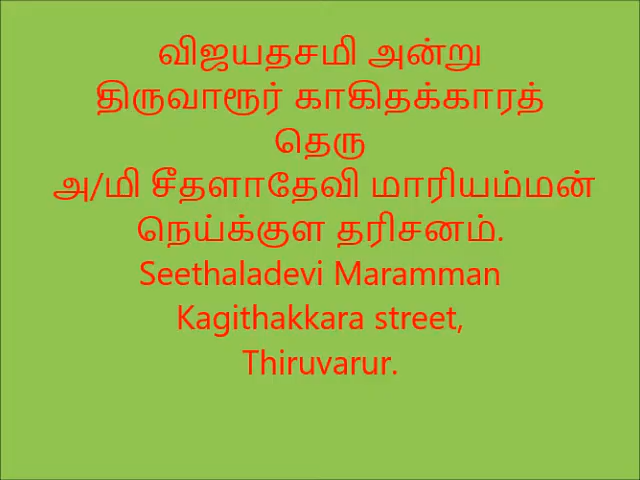 விஜயதசமி அன்று
திருவாரூர் காகிதக்காரத்
தெரு
அ/மி சீதளாதேவி மாரியம்மன்
நெய்க்குள தரிசனம்.
Seethaladevi Maramman
Kagithakkara street,
Thiruvarur.